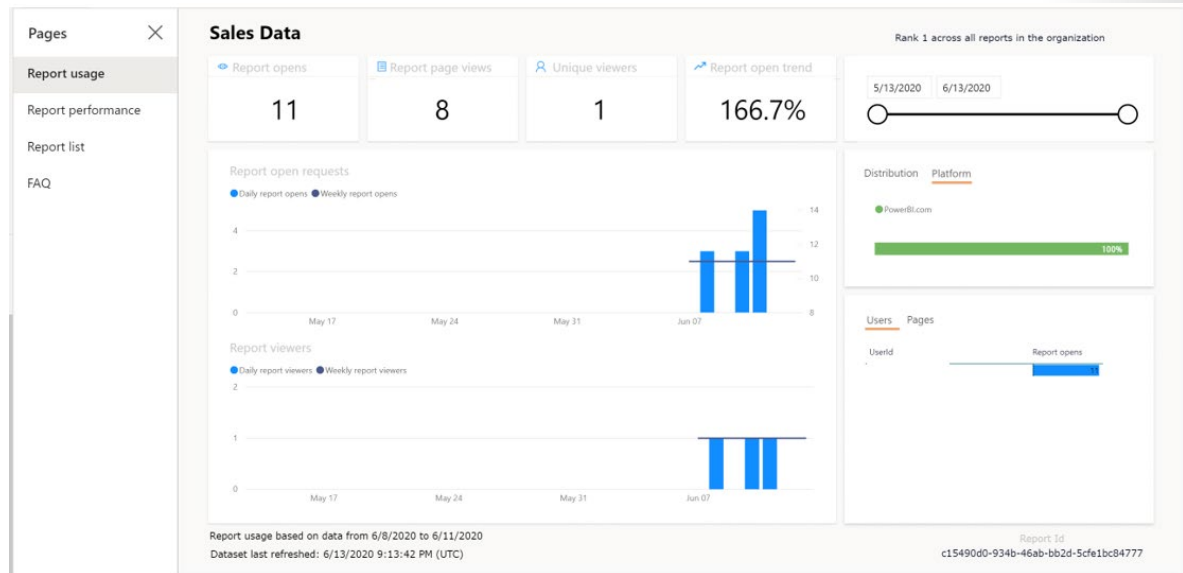 Pages
Report usage
Report performance
Report list
FAQ
Sales Data
Rank 1 across all reports in the organization
Report opens
11
Report page views
8
Unique viewers
1
Report open trend
166.7%
5/13/2020 6/13/2020
Report open requests
Daily report opens Weekly report opens
4
2
0
14
12
10
8
May 17 May 24 May 31 Jun 07
Report viewers
Daily report viewers Weekly report viewers
2
1
0
May 17 May 24 May 31 Jun 07
Distribution Platform
PowerBI.com
100%
Users Pages
UserId Report opens
11
Report usage based on data from 6/8/2020 to 6/11/2020
Dataset last refreshed: 6/13/2020 9:13:42 PM (UTC)
Report Id
c15490d0-934b-46ab-bb2d-5cfe1bc84777